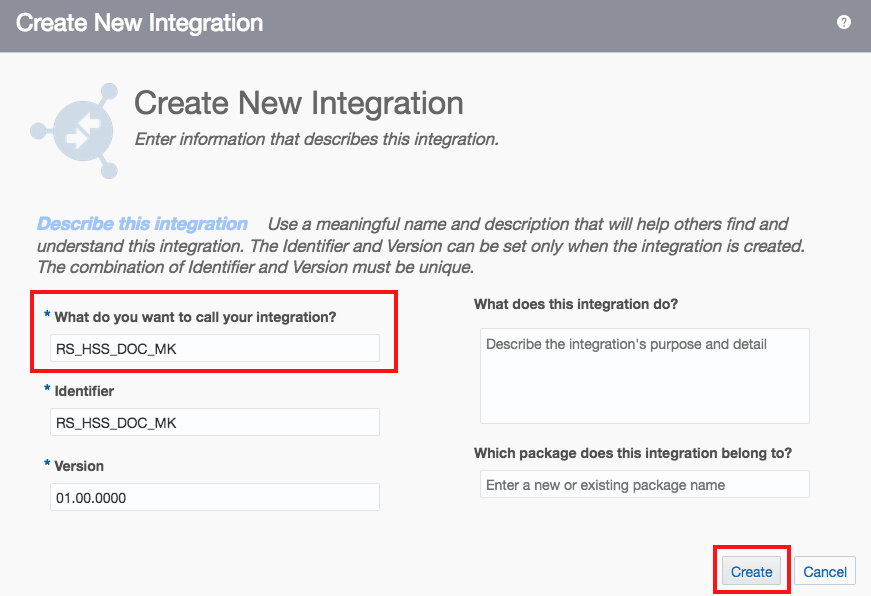 Create New Integration
?
Create New Integration
Enter information that describes this integration.
Describe this integration Use a meaningful name and description that will help others find and
understand this integration. The Identifier and Version can be set only when the integration is created.
The combination of Identifier and Version must be unique.
* What do you want to call your integration?
RS_HSS_DOC_MK
* Identifier
RS_HSS_DOC_MK
* Version
01.00.0000
What does this integration do?
Describe the integration's purpose and detail
Which package does this integration belong to?
Enter a new or existing package name
Create Cancel